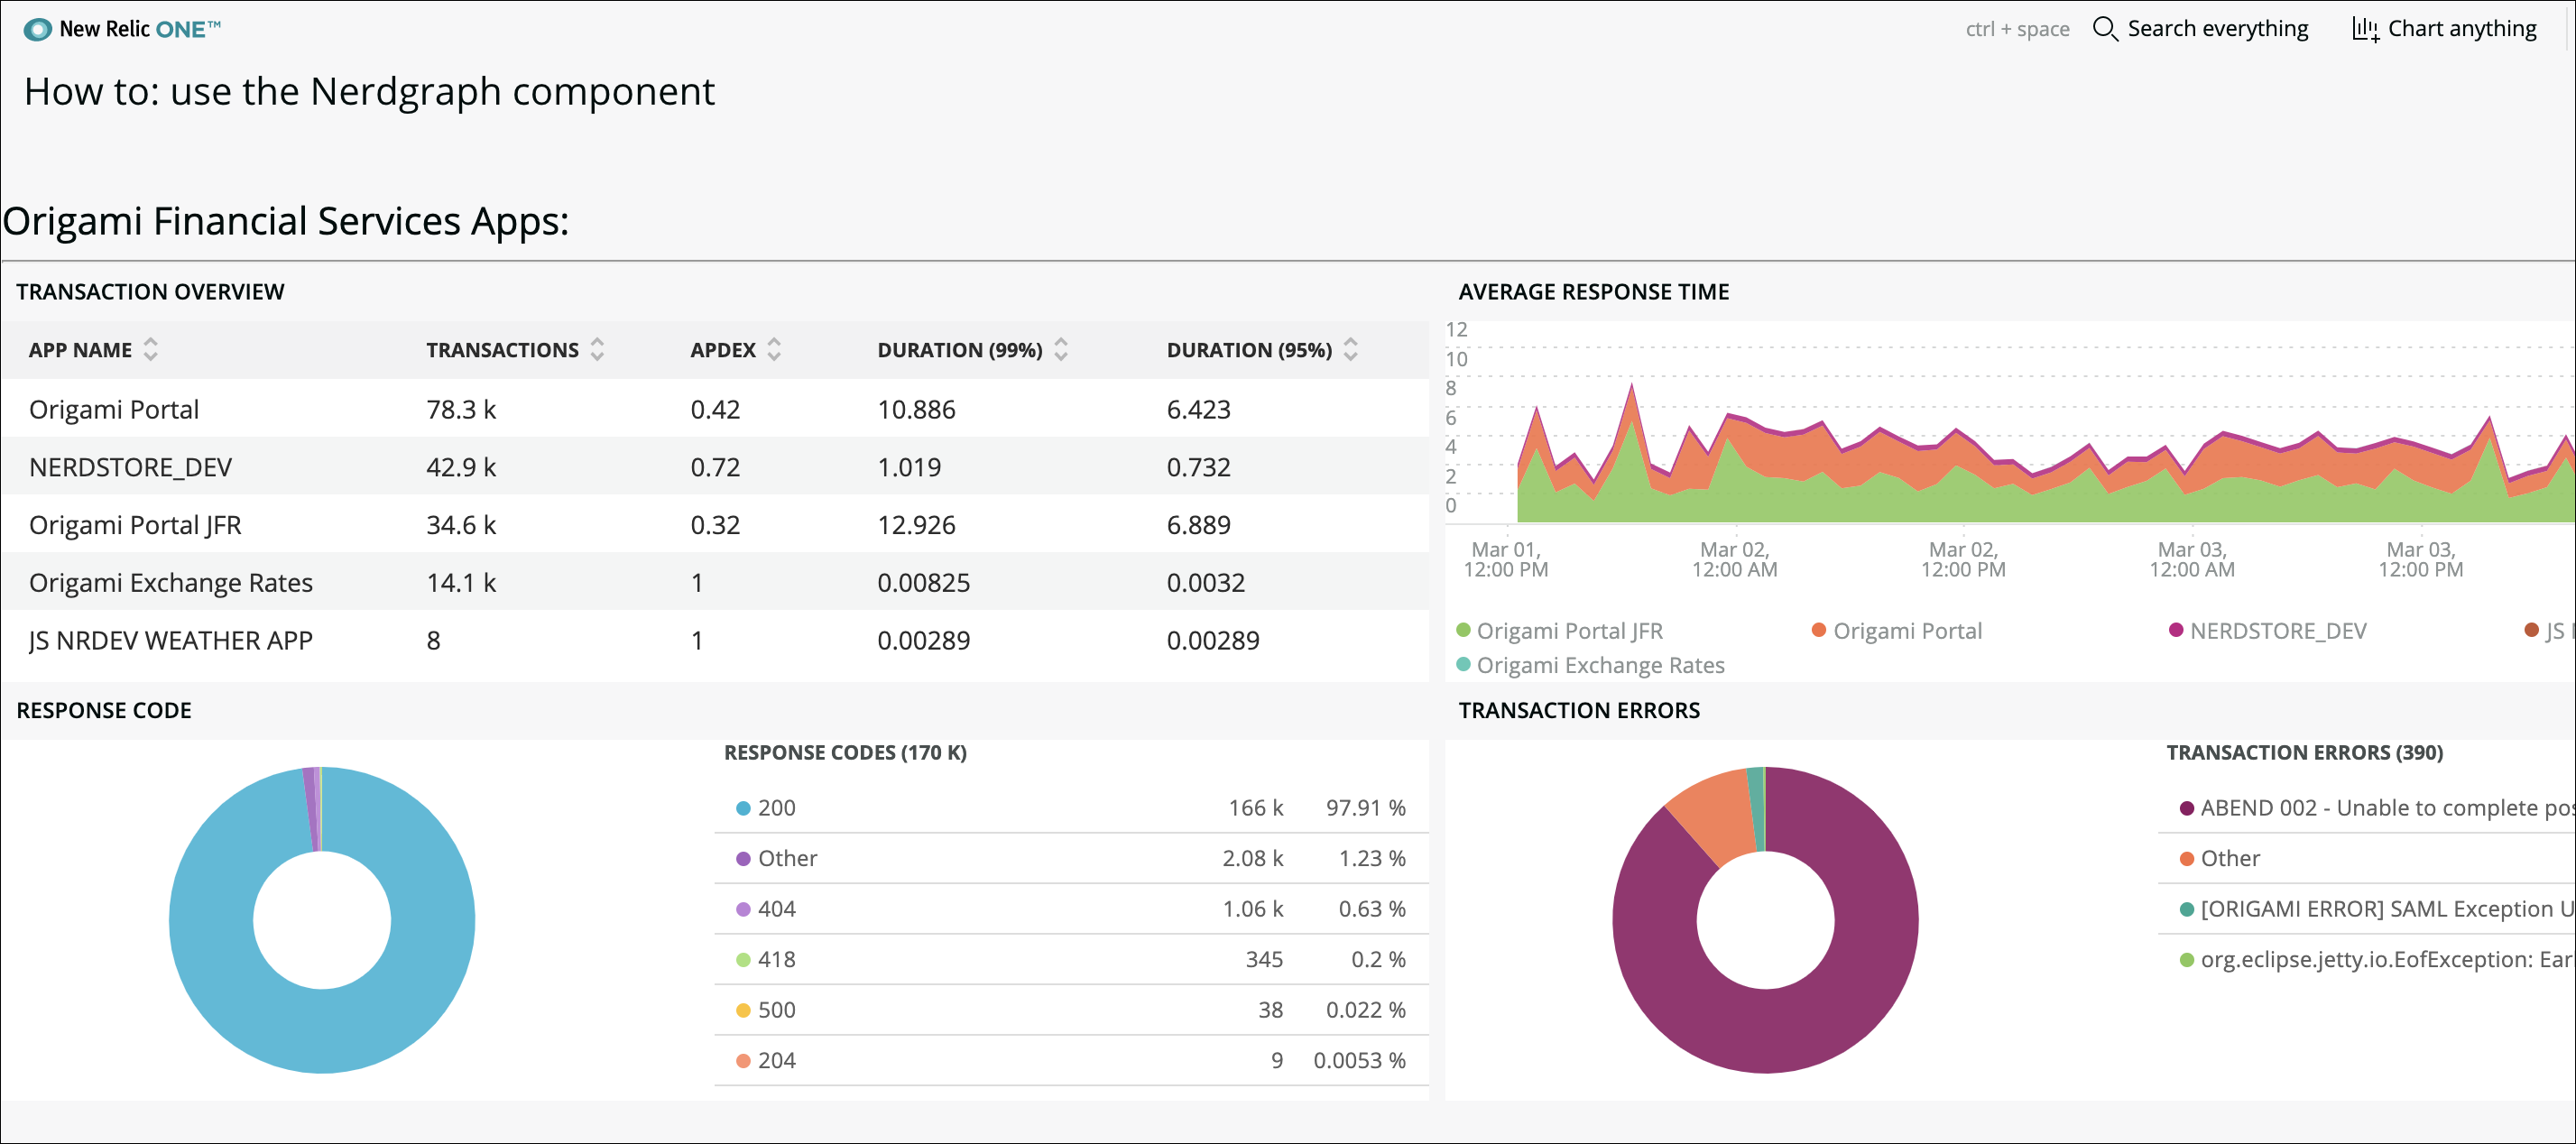 New Relic ONE™
ctrl + space Search everything Chart anything
How to: use the Nerdgraph component
Origami Financial Services Apps:
TRANSACTION OVERVIEW
APP NAME TRANSACTIONS APDEX DURATION (99%) DURATION (95%)
Origami Portal 78.3 k 0.42 10.886 6.423
NERDSTORE_DEV 42.9 k 0.72 1.019 0.732
Origami Portal JFR 34.6 k 0.32 12.926 6.889
Origami Exchange Rates 14.1 k 1 0.00825 0.0032
JS NRDEV WEATHER APP 8 1 0.00289 0.00289
AVERAGE RESPONSE TIME
12
10
8
6
4
2
0
Mar 01, Mar 02, Mar 02, Mar 03, Mar 03,
12:00 PM 12:00 AM 12:00 PM 12:00 AM 12:00 PM
Origami Portal JFR Origami Portal NERDSTORE_DEV JS
Origami Exchange Rates
RESPONSE CODE
RESPONSE CODES (170 K)
200 166 k 97.91 %
Other 2.08 k 1.23 %
404 1.06 k 0.63 %
418 345 0.2 %
500 38 0.022 %
204 9 0.0053 %
TRANSACTION ERRORS
TRANSACTION ERRORS (390)
ABEND 002 - Unable to complete
Other
[ORIGAMI ERROR] SAML Exception
org.eclipse.jetty.io.EofException: